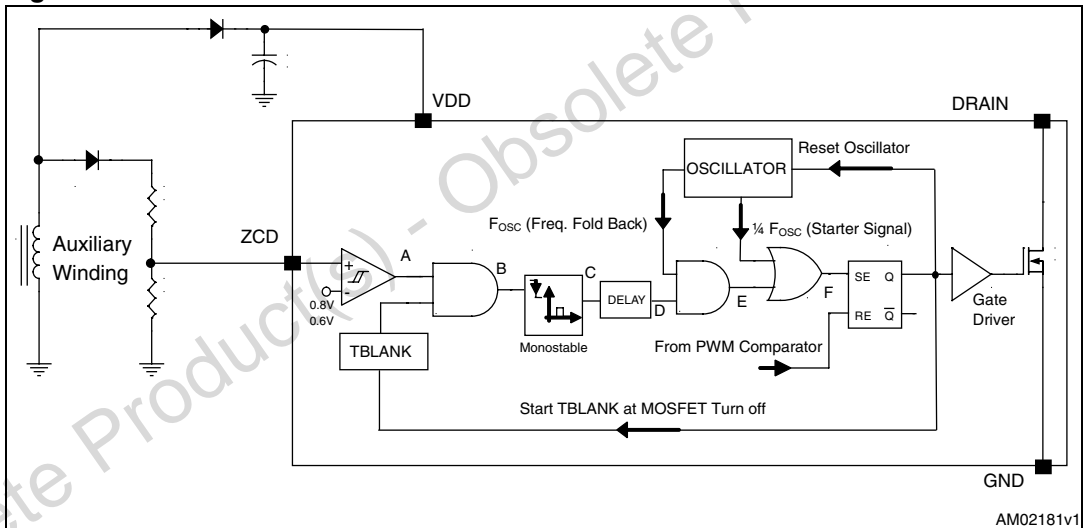 VDD
DRAIN
Reset Oscillator
OSCILLATOR
FOSC (Freq. Fold Back)
¼ FOSC (Starter Signal)
ZCD
Auxiliary
Winding
+
-
0.8V
0.6V
A
B
C
D
E
F
TBLANK
Monostable
DELAY
SE Q
RE Q̅
Gate
Driver
From PWM Comparator
Start TBLANK at MOSFET Turn off
GND
AM02181v1
ete Product(s) - Obsolete